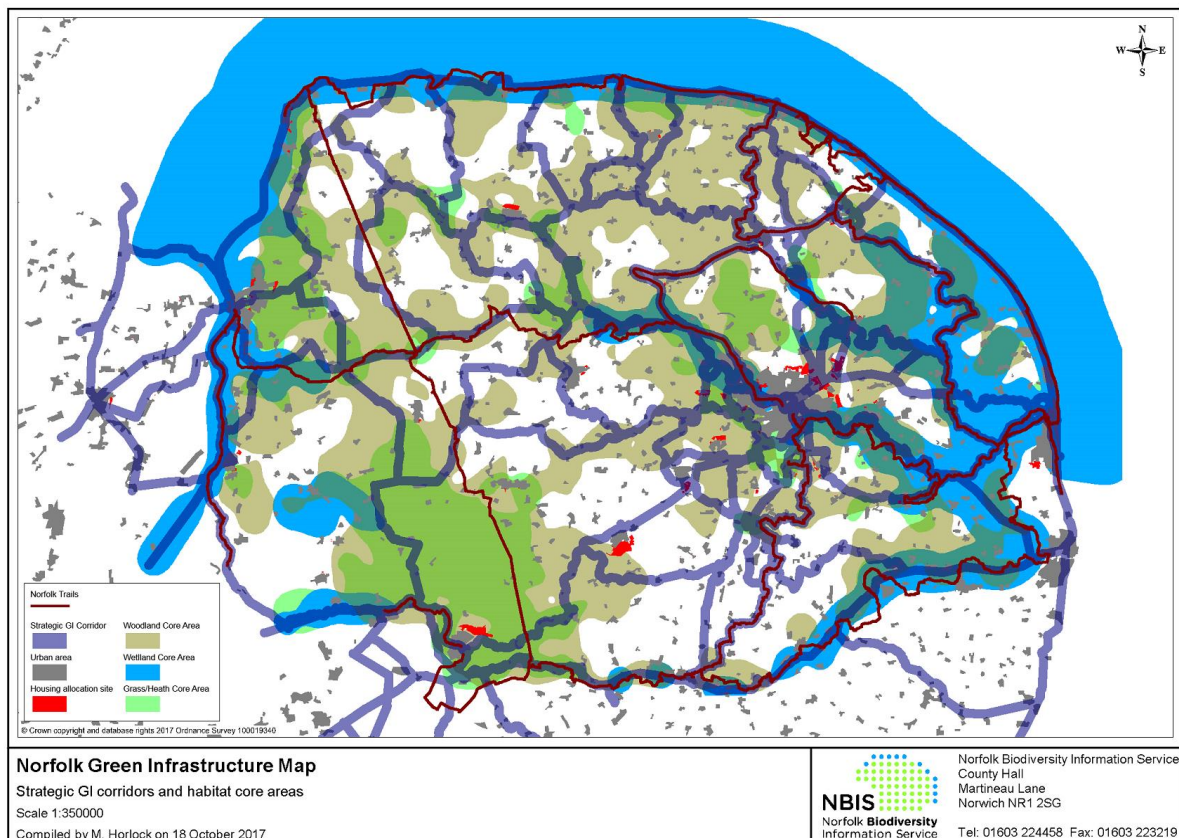 N
W E
S
Norfolk Trails
Strategic GI Corridor
Woodland Core Area
Urban area
Wetland Core Area
Housing allocation site
Grass/Heath Core Area
© Crown copyright and database rights 2017 Ordnance Survey 100019340
Norfolk Green Infrastructure Map
Strategic GI corridors and habitat core areas
Scale 1:350000
Compiled by M. Horlock on 18 October 2017
NBIS
Norfolk Biodiversity
Information Service
Norfolk Biodiversity Information Service
County Hall
Martineau Lane
Norwich NR1 2SG
Tel: 01603 224458 Fax: 01603 223219